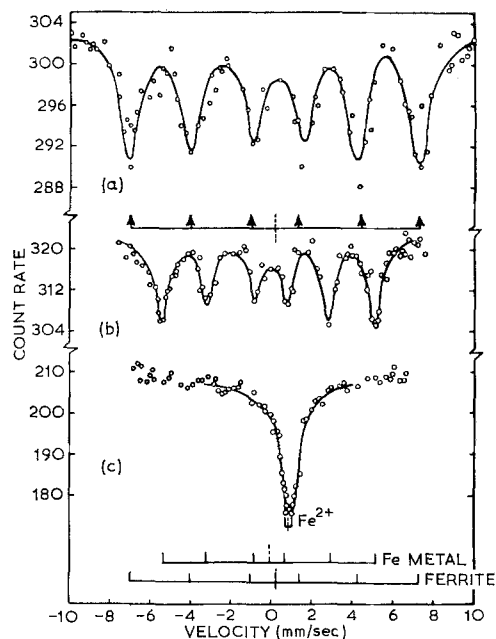 304
300
296
292
288
(a)
320
312
304
(b)
COUNT RATE
210
200
190
180
(c)
Fe2+
Fe METAL
FERRITE
-10 -8 -6 -4 -2 0 2 4 6 8 10
VELOCITY (mm/sec)